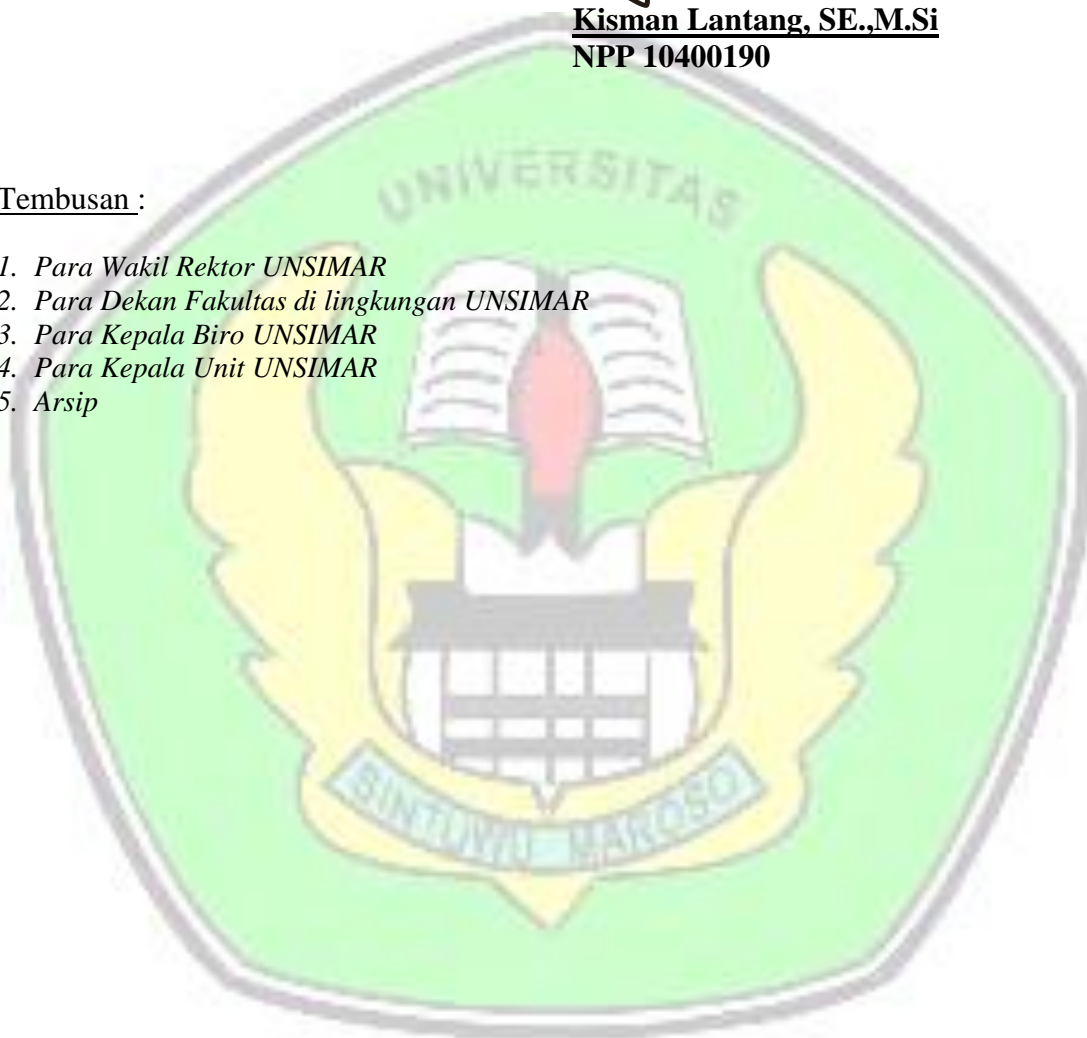 Kisman Lantang, SE.,M.Si
NPP 10400190
UNIVERSITAS
Tembusan :
1. Para Wakil Rektor UNSIMAR
2. Para Dekan Fakultas di lingkungan UNSIMAR
3. Para Kepala Biro UNSIMAR
4. Para Kepala Unit UNSIMAR
5. Arsip
SINTUWU MAROSO